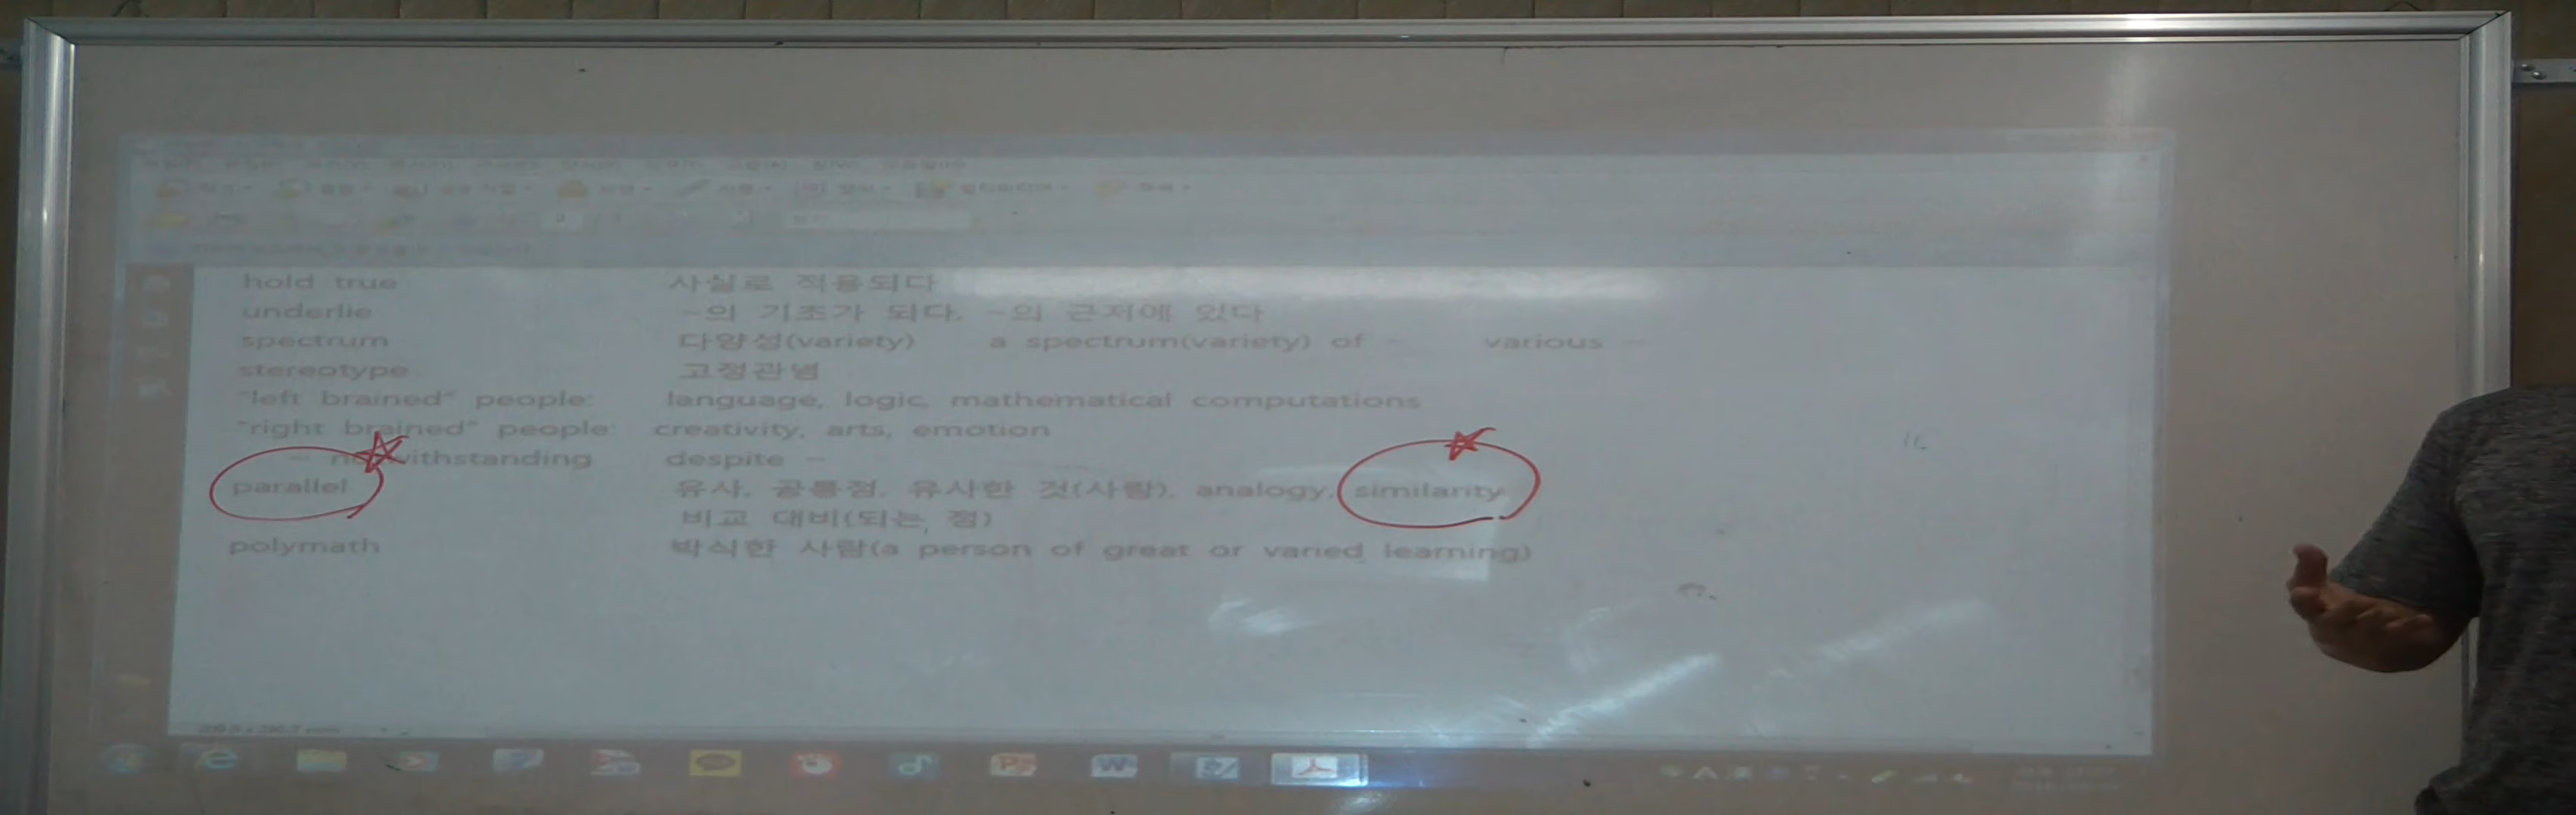 hold true 사실로 적용되다
underlie ~의 기초가 되다, ~의 근저에 있다
spectrum 다양성(variety) a spectrum(variety) of ~ various ~
stereotype 고정관념
"left brained" people: language, logic, mathematical computations
"right brained" people: creativity, arts, emotion
~ notwithstanding despite ~
parallel 유사, 공통점, 유사한 것(사람), analogy, similarity
비교 대비(되는 점)
polymath 박식한 사람(a person of great or varied learning)